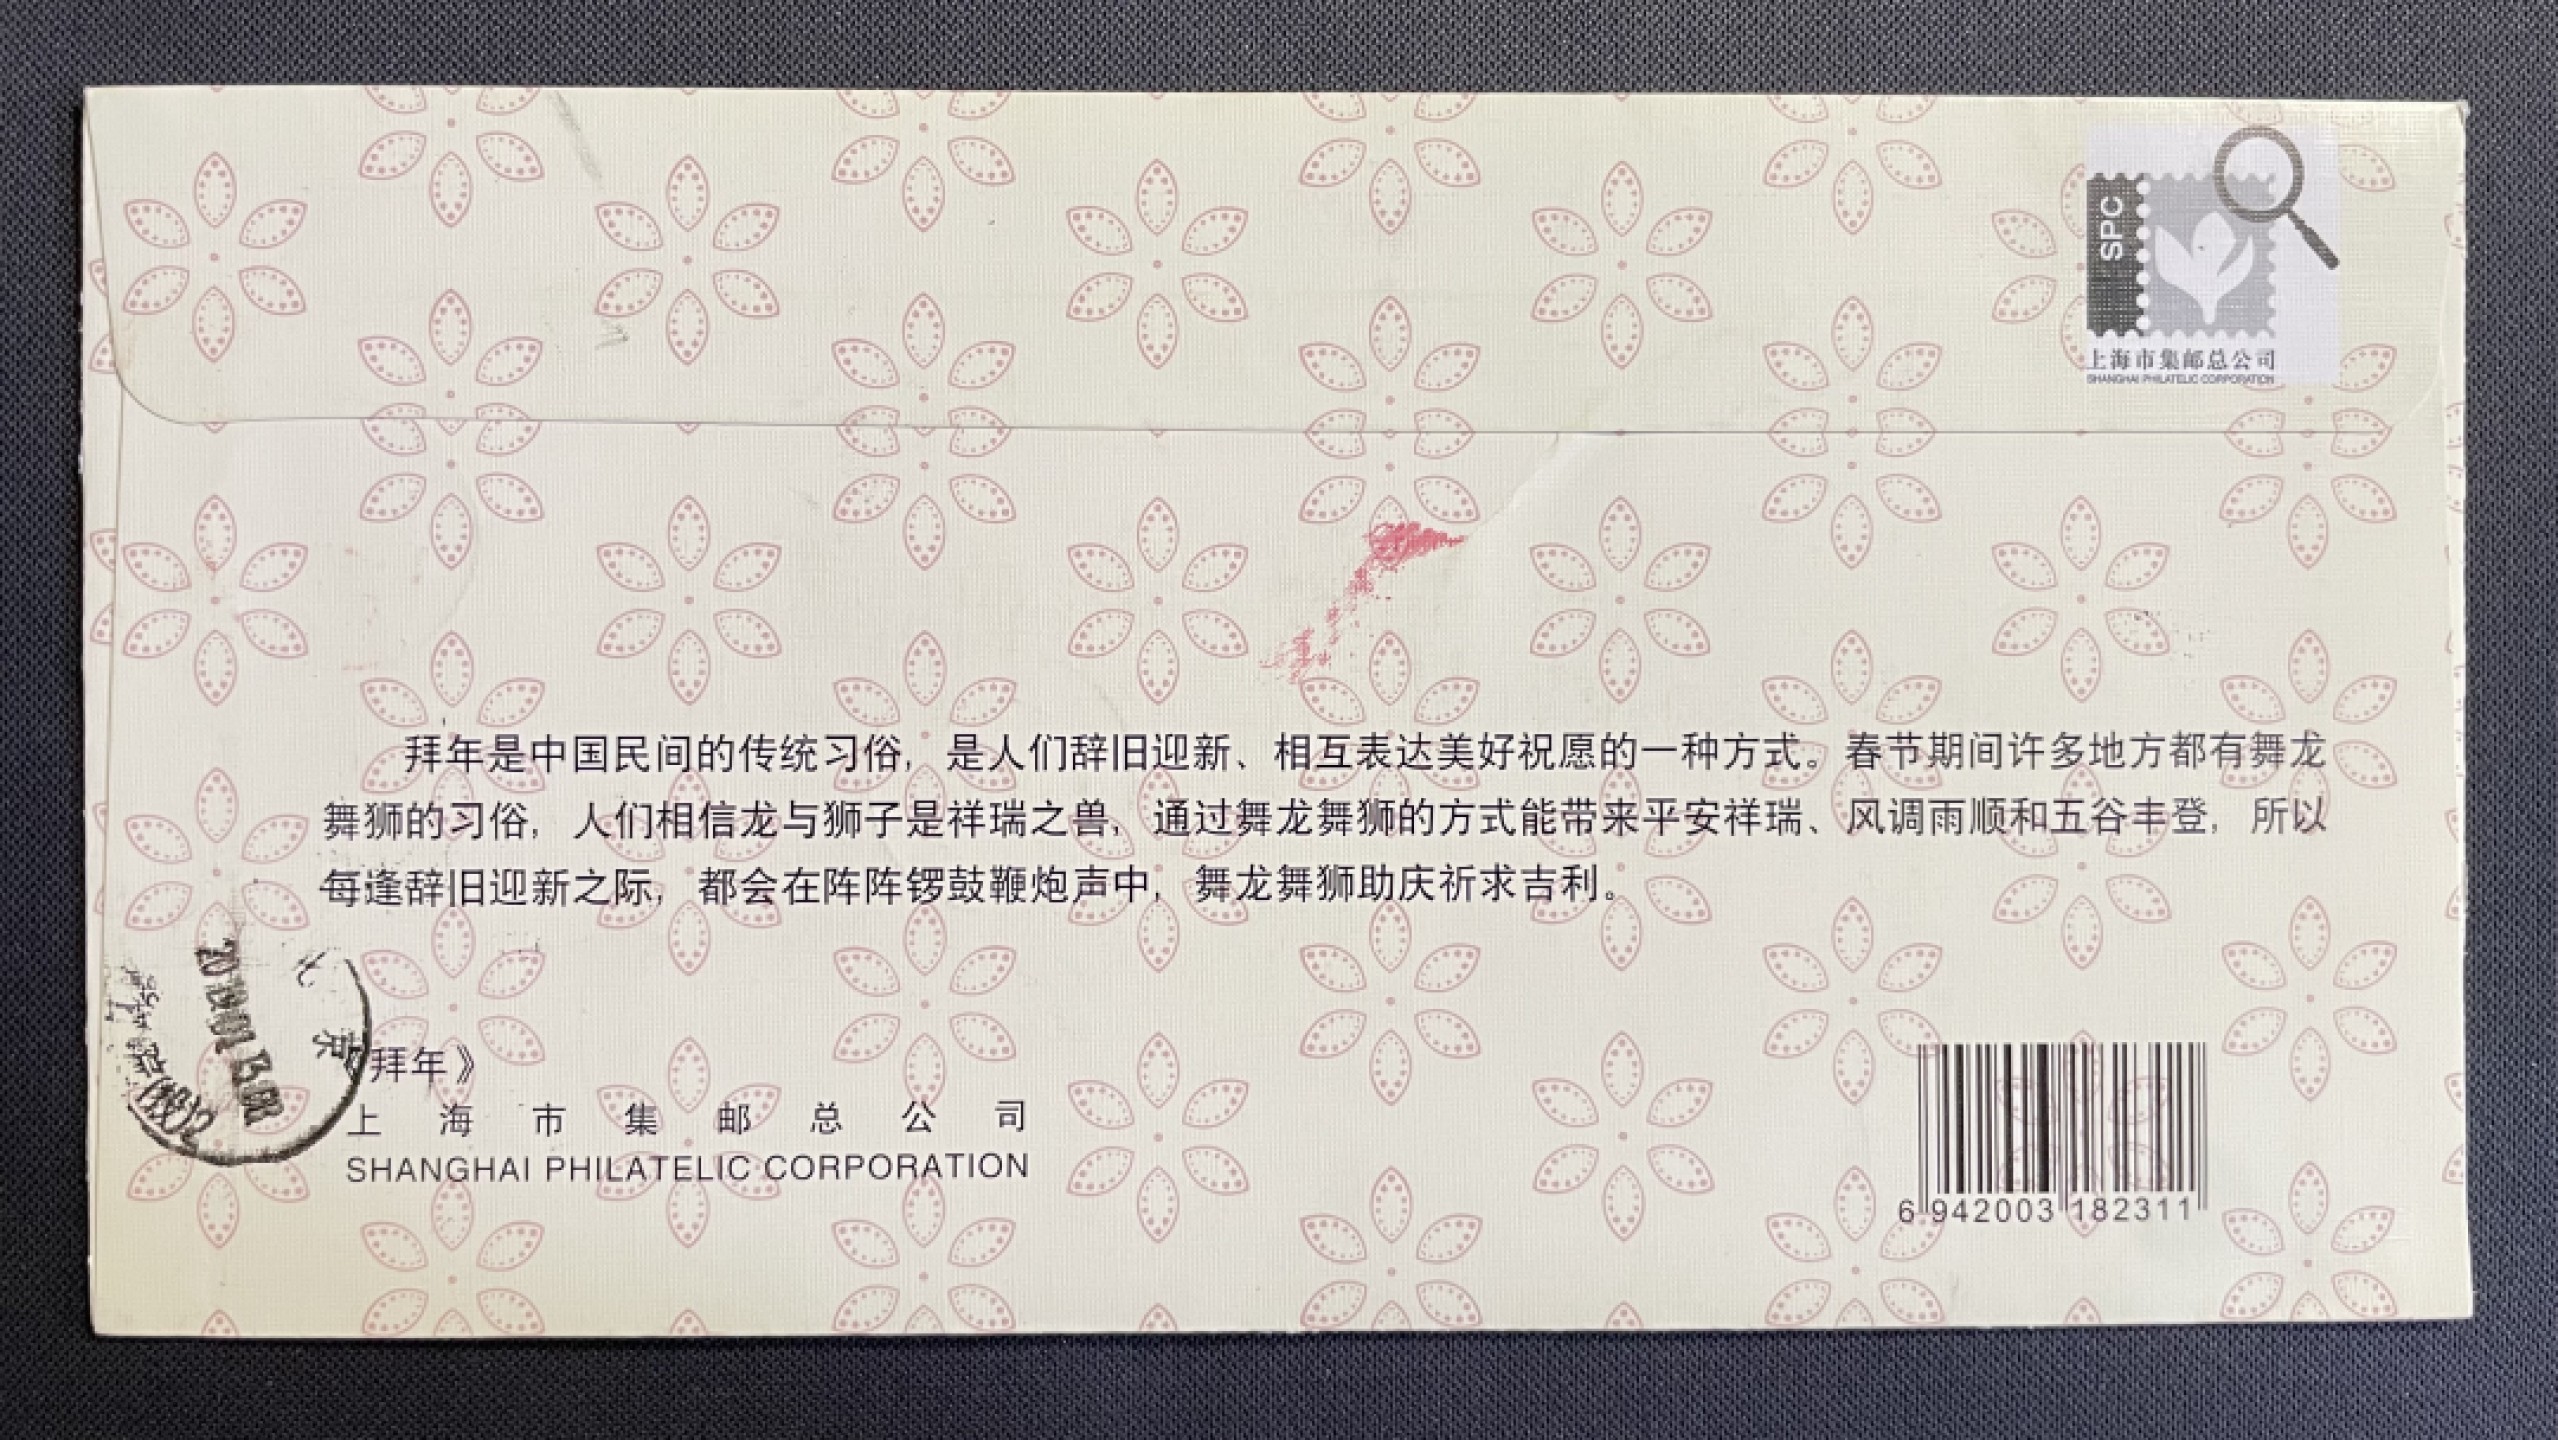 SPC
上海市集邮总公司
SHANGHAI PHILATELIC CORPORATION
拜年是中国民间的传统习俗，是人们辞旧迎新、相互表达美好祝愿的一种方式。春节期间许多地方都有舞龙
舞狮的习俗，人们相信龙与狮子是祥瑞之兽，通过舞龙舞狮的方式能带来平安祥瑞、风调雨顺和五谷丰登，所以
每逢辞旧迎新之际，都会在阵阵锣鼓鞭炮声中，舞龙舞狮助庆祈求吉利。
北京
《拜年》
上海市集邮总公司
SHANGHAI PHILATELIC CORPORATION
6 942003 182311